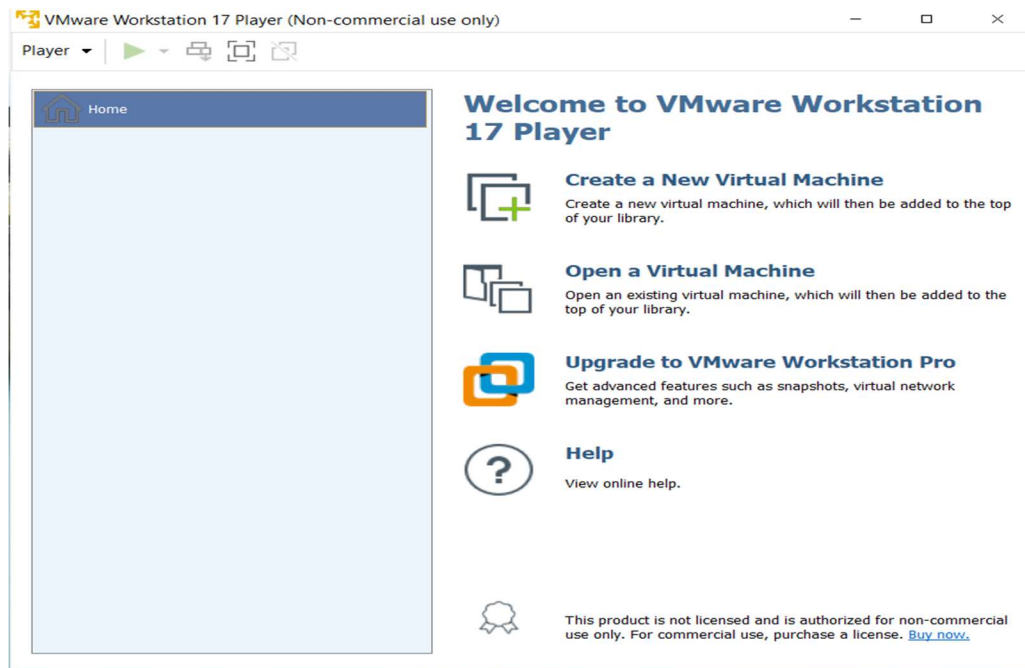 VMware Workstation 17 Player (Non-commercial use only)
Player
Home
Welcome to VMware Workstation
17 Player
Create a New Virtual Machine
Create a new virtual machine, which will then be added to the top
of your library.
Open a Virtual Machine
Open an existing virtual machine, which will then be added to the
top of your library.
Upgrade to VMware Workstation Pro
Get advanced features such as snapshots, virtual network
management, and more.
?
Help
View online help.
This product is not licensed and is authorized for non-commercial
use only. For commercial use, purchase a license. Buy now.